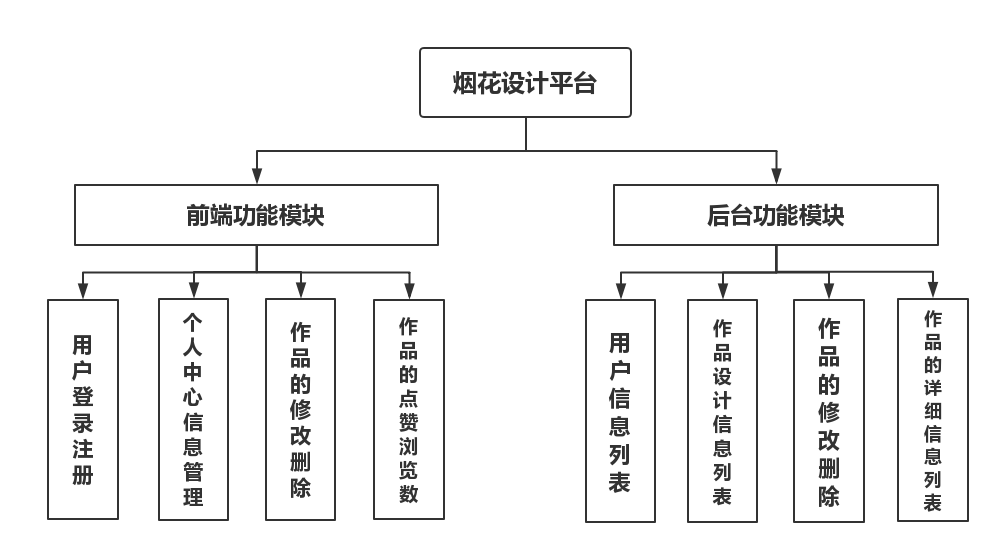 烟花设计平台
前端功能模块
后台功能模块
用户登录注册
个人中心信息管理
作品的修改删除
作品的点赞浏览数
用户信息列表
作品设计信息列表
作品的修改删除
作品的详细信息列表